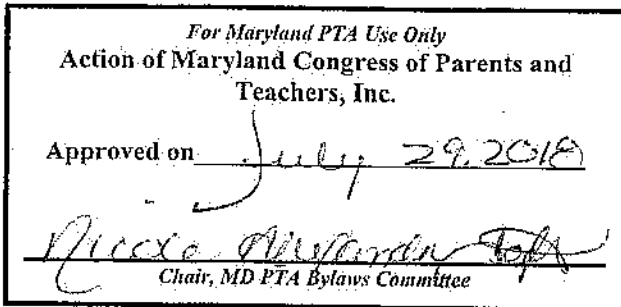 For Maryland PTA Use Only
Action of Maryland Congress of Parents and
Teachers, Inc.
Approved on July 29, 2018
Nicole
Chair, MD PTA Bylaws Committee